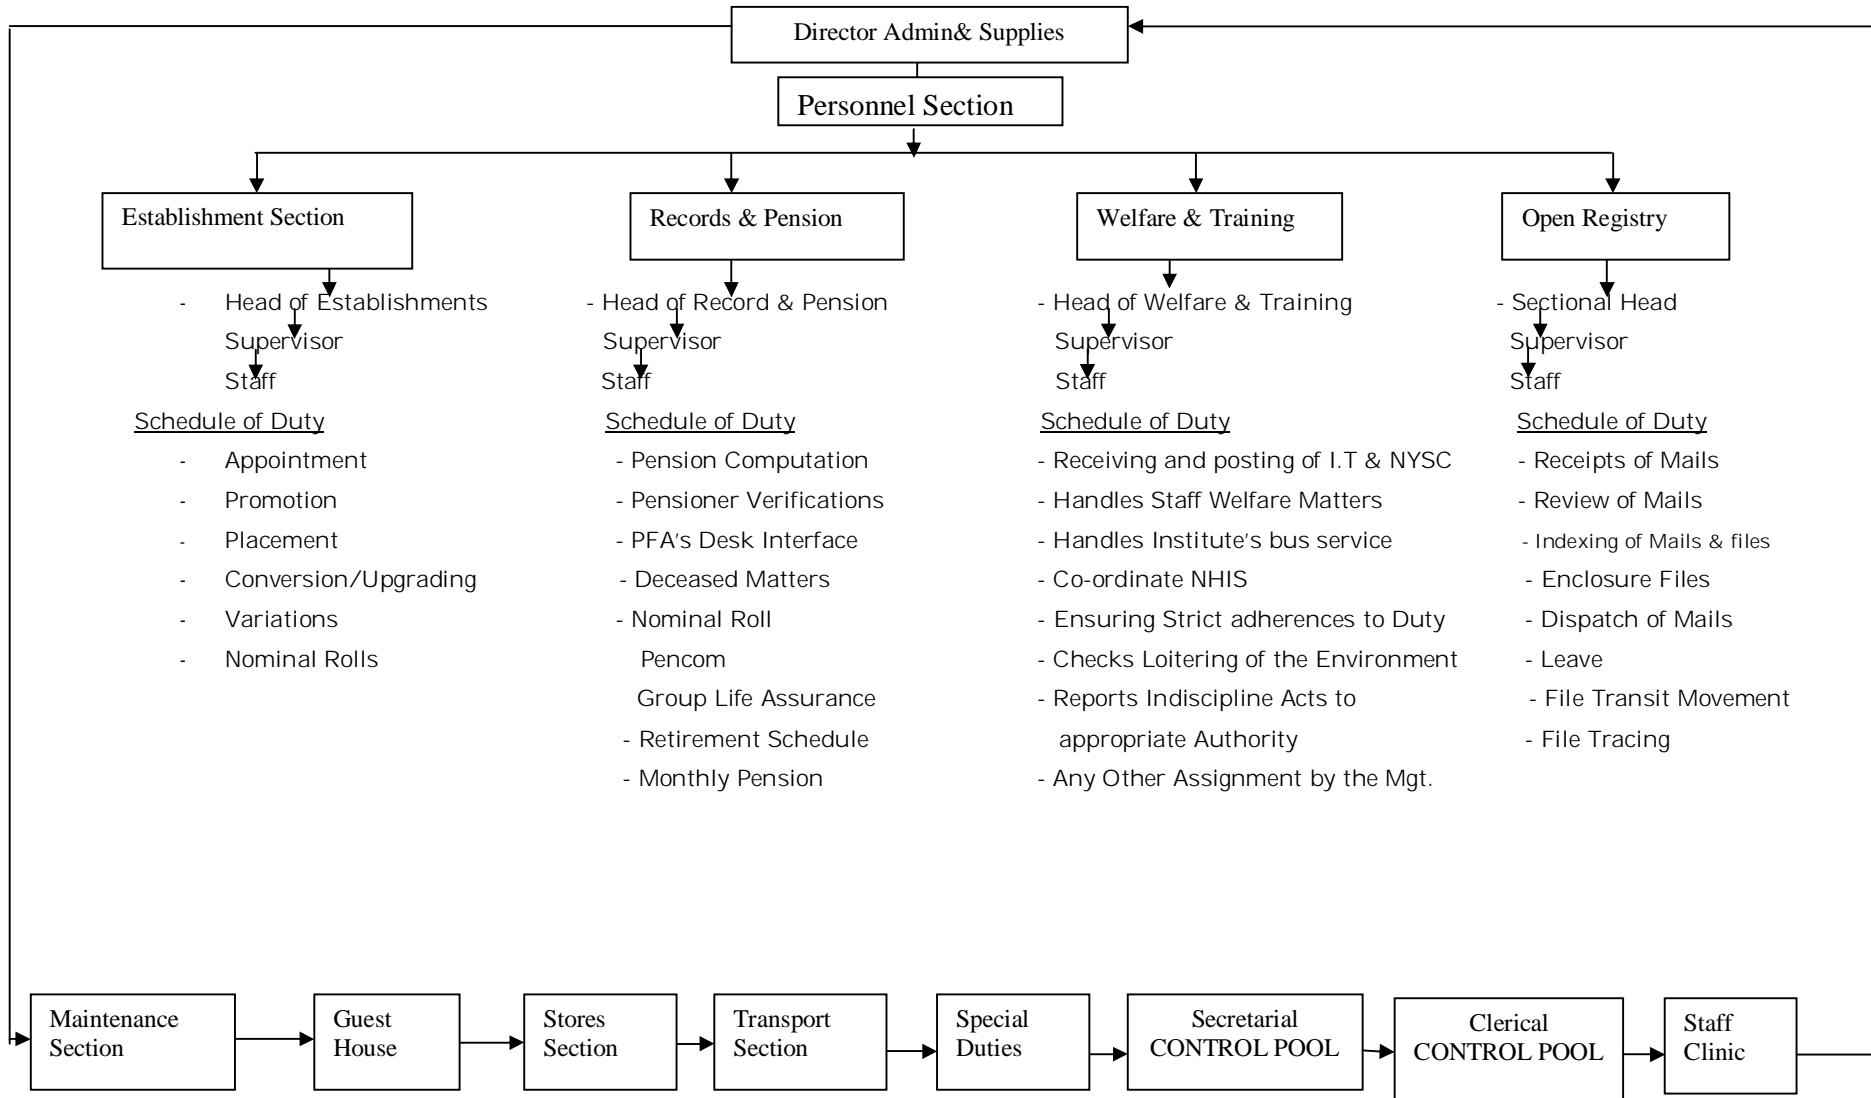 Director Admin& Supplies
Personnel Section
Establishment Section
Records & Pension
Welfare & Training
Open Registry
- Head of Establishments
Supervisor
Staff
Schedule of Duty
- Appointment
- Promotion
- Placement
- Conversion/Upgrading
- Variations
- Nominal Rolls
- Head of Record & Pension
Supervisor
Staff
Schedule of Duty
- Pension Computation
- Pensioner Verifications
- PFA's Desk Interface
- Deceased Matters
- Nominal Roll
Pencom
Group Life Assurance
- Retirement Schedule
- Monthly Pension
- Head of Welfare & Training
Supervisor
Staff
Schedule of Duty
- Receiving and posting of I.T & NYSC
- Handles Staff Welfare Matters
- Handles Institute's bus service
- Co-ordinate NHIS
- Ensuring Strict adherences to Duty
- Checks Loitering of the Environment
- Reports Indiscipline Acts to
appropriate Authority
- Any Other Assignment by the Mgt.
- Sectional Head
Supervisor
Staff
Schedule of Duty
- Receipts of Mails
- Review of Mails
- Indexing of Mails & files
- Enclosure Files
- Dispatch of Mails
- Leave
- File Transit Movement
- File Tracing
Maintenance
Section
Guest
House
Stores
Section
Transport
Section
Special
Duties
Secretarial
CONTROL POOL
Clerical
CONTROL POOL
Staff
Clinic